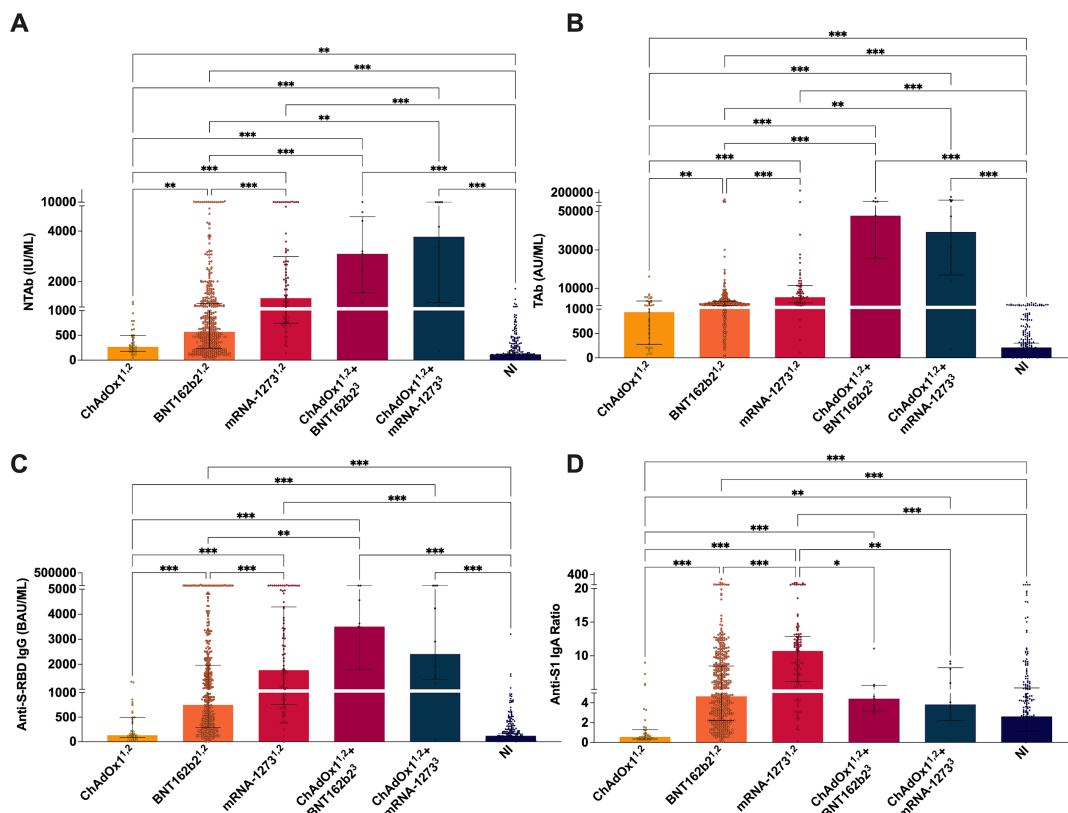 A
**
***
***
***
**
***
***
***
***
***
**
***
NTAb (IU/ML)
10000
4000
2000
1000
500
0
ChAdOx1¹,²
BNT162b2¹,²
mRNA-1273¹,²
ChAdOx1¹,²+
BNT162b2³
ChAdOx1¹,²+
mRNA-1273³
NI
B
***
***
***
***
**
***
***
***
***
***
**
***
TAb (AU/ML)
200000
50000
30000
10000
1000
500
0
ChAdOx1¹,²
BNT162b2¹,²
mRNA-1273¹,²
ChAdOx1¹,²+
BNT162b2³
ChAdOx1¹,²+
mRNA-1273³
NI
C
***
***
***
***
**
***
***
***
***
***
Anti-S-RBD IgG (BAU/ML)
500000
5000
4000
3000
2000
1000
500
0
ChAdOx1¹,²
BNT162b2¹,²
mRNA-1273¹,²
ChAdOx1¹,²+
BNT162b2³
ChAdOx1¹,²+
mRNA-1273³
NI
D
***
***
**
***
***
***
**
***
***
*
Anti-S1 IgA Ratio
400
20
15
10
4
2
0
ChAdOx1¹,²
BNT162b2¹,²
mRNA-1273¹,²
ChAdOx1¹,²+
BNT162b2³
ChAdOx1¹,²+
mRNA-1273³
NI